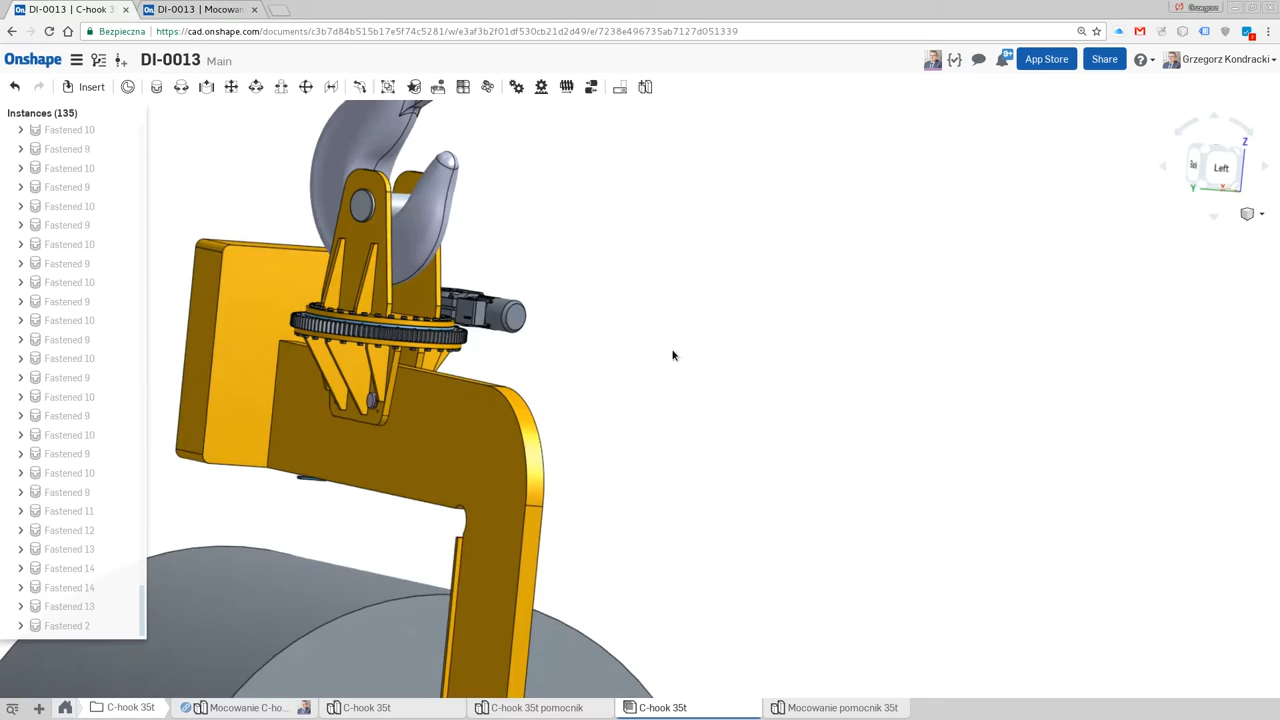 DI-0013 | C-hook 3
DI-0013 | Mocowan
Grzegorz
Bezpieczna
https://cad.onshape.com/documents/c3b7d84b515b17e5f74c5281/w/e3af3b2f01df530cb21d2d49/e/7238e496735ab7127d051339
Onshape
DI-0013 Main
App Store
Share
Grzegorz Kondracki
Insert
Instances (135)
Fastened 10
Fastened 9
Fastened 10
Fastened 9
Fastened 10
Fastened 9
Fastened 10
Fastened 9
Fastened 10
Fastened 9
Fastened 10
Fastened 9
Fastened 10
Fastened 9
Fastened 10
Fastened 9
Fastened 10
Fastened 9
Fastened 10
Fastened 9
Fastened 11
Fastened 12
Fastened 13
Fastened 14
Fastened 14
Fastened 13
Fastened 2
Z
Left
Y
X
C-hook 35t
Mocowanie C-ho...
C-hook 35t
C-hook 35t pomocnik
C-hook 35t
Mocowanie pomocnik 35t